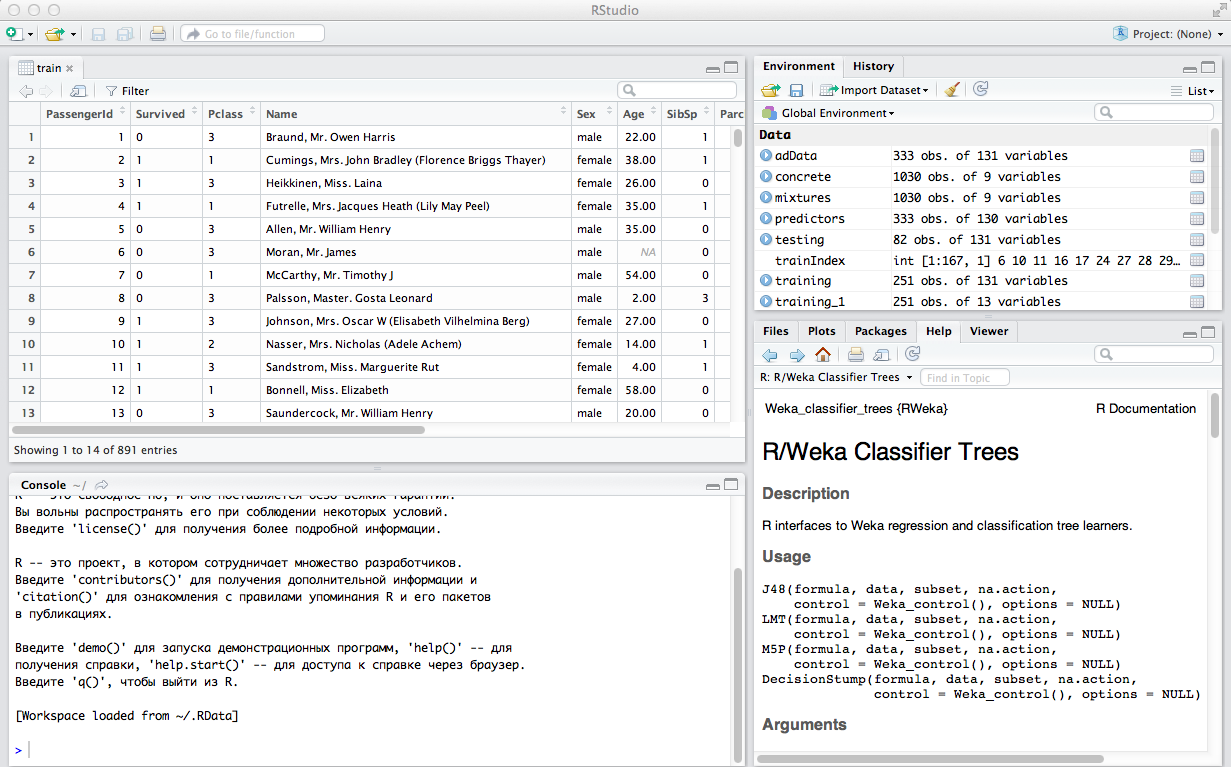 RStudio
Go to file/function
Project: (None)
train
Filter
PassengerId Survived Pclass Name Sex Age SibSp Parc
1 1 0 3 Braund, Mr. Owen Harris male 22.00 1
2 2 1 1 Cumings, Mrs. John Bradley (Florence Briggs Thayer) female 38.00 1
3 3 1 3 Heikkinen, Miss. Laina female 26.00 0
4 4 1 1 Futrelle, Mrs. Jacques Heath (Lily May Peel) female 35.00 1
5 5 0 3 Allen, Mr. William Henry male 35.00 0
6 6 0 3 Moran, Mr. James male NA 0
7 7 0 1 McCarthy, Mr. Timothy J male 54.00 0
8 8 0 3 Palsson, Master. Gosta Leonard male 2.00 3
9 9 1 3 Johnson, Mrs. Oscar W (Elisabeth Vilhelmina Berg) female 27.00 0
10 10 1 2 Nasser, Mrs. Nicholas (Adele Achem) female 14.00 1
11 11 1 3 Sandstrom, Miss. Marguerite Rut female 4.00 1
12 12 1 1 Bonnell, Miss. Elizabeth female 58.00 0
13 13 0 3 Saundercock, Mr. William Henry male 20.00 0
Showing 1 to 14 of 891 entries
Console ~/
R -- это свободное ПО, и оно поставляется безо всяких гарантий.
Вы вольны распространять его при соблюдении некоторых условий.
Введите 'license()' для получения более подробной информации.
R -- это проект, в котором сотрудничает множество разработчиков.
Введите 'contributors()' для получения дополнительной информации и
'citation()' для ознакомления с правилами упоминания R и его пакетов
в публикациях.
Введите 'demo()' для запуска демонстрационных программ, 'help()' -- для
получения справки, 'help.start()' -- для доступа к справке через браузер.
Введите 'q()', чтобы выйти из R.
[Workspace loaded from ~/.RData]
>
Environment History
Import Dataset List
Global Environment
Data
adData 333 obs. of 131 variables
concrete 1030 obs. of 9 variables
mixtures 1030 obs. of 9 variables
predictors 333 obs. of 130 variables
testing 82 obs. of 131 variables
trainIndex int [1:167, 1] 6 10 11 16 17 24 27 28 29…
training 251 obs. of 131 variables
training_1 251 obs. of 13 variables
Files Plots Packages Help Viewer
R: R/Weka Classifier Trees Find in Topic
Weka_classifier_trees {RWeka} R Documentation
R/Weka Classifier Trees
Description
R interfaces to Weka regression and classification tree learners.
Usage
J48(formula, data, subset, na.action,
control = Weka_control(), options = NULL)
LMT(formula, data, subset, na.action,
control = Weka_control(), options = NULL)
M5P(formula, data, subset, na.action,
control = Weka_control(), options = NULL)
DecisionStump(formula, data, subset, na.action,
control = Weka_control(), options = NULL)
Arguments